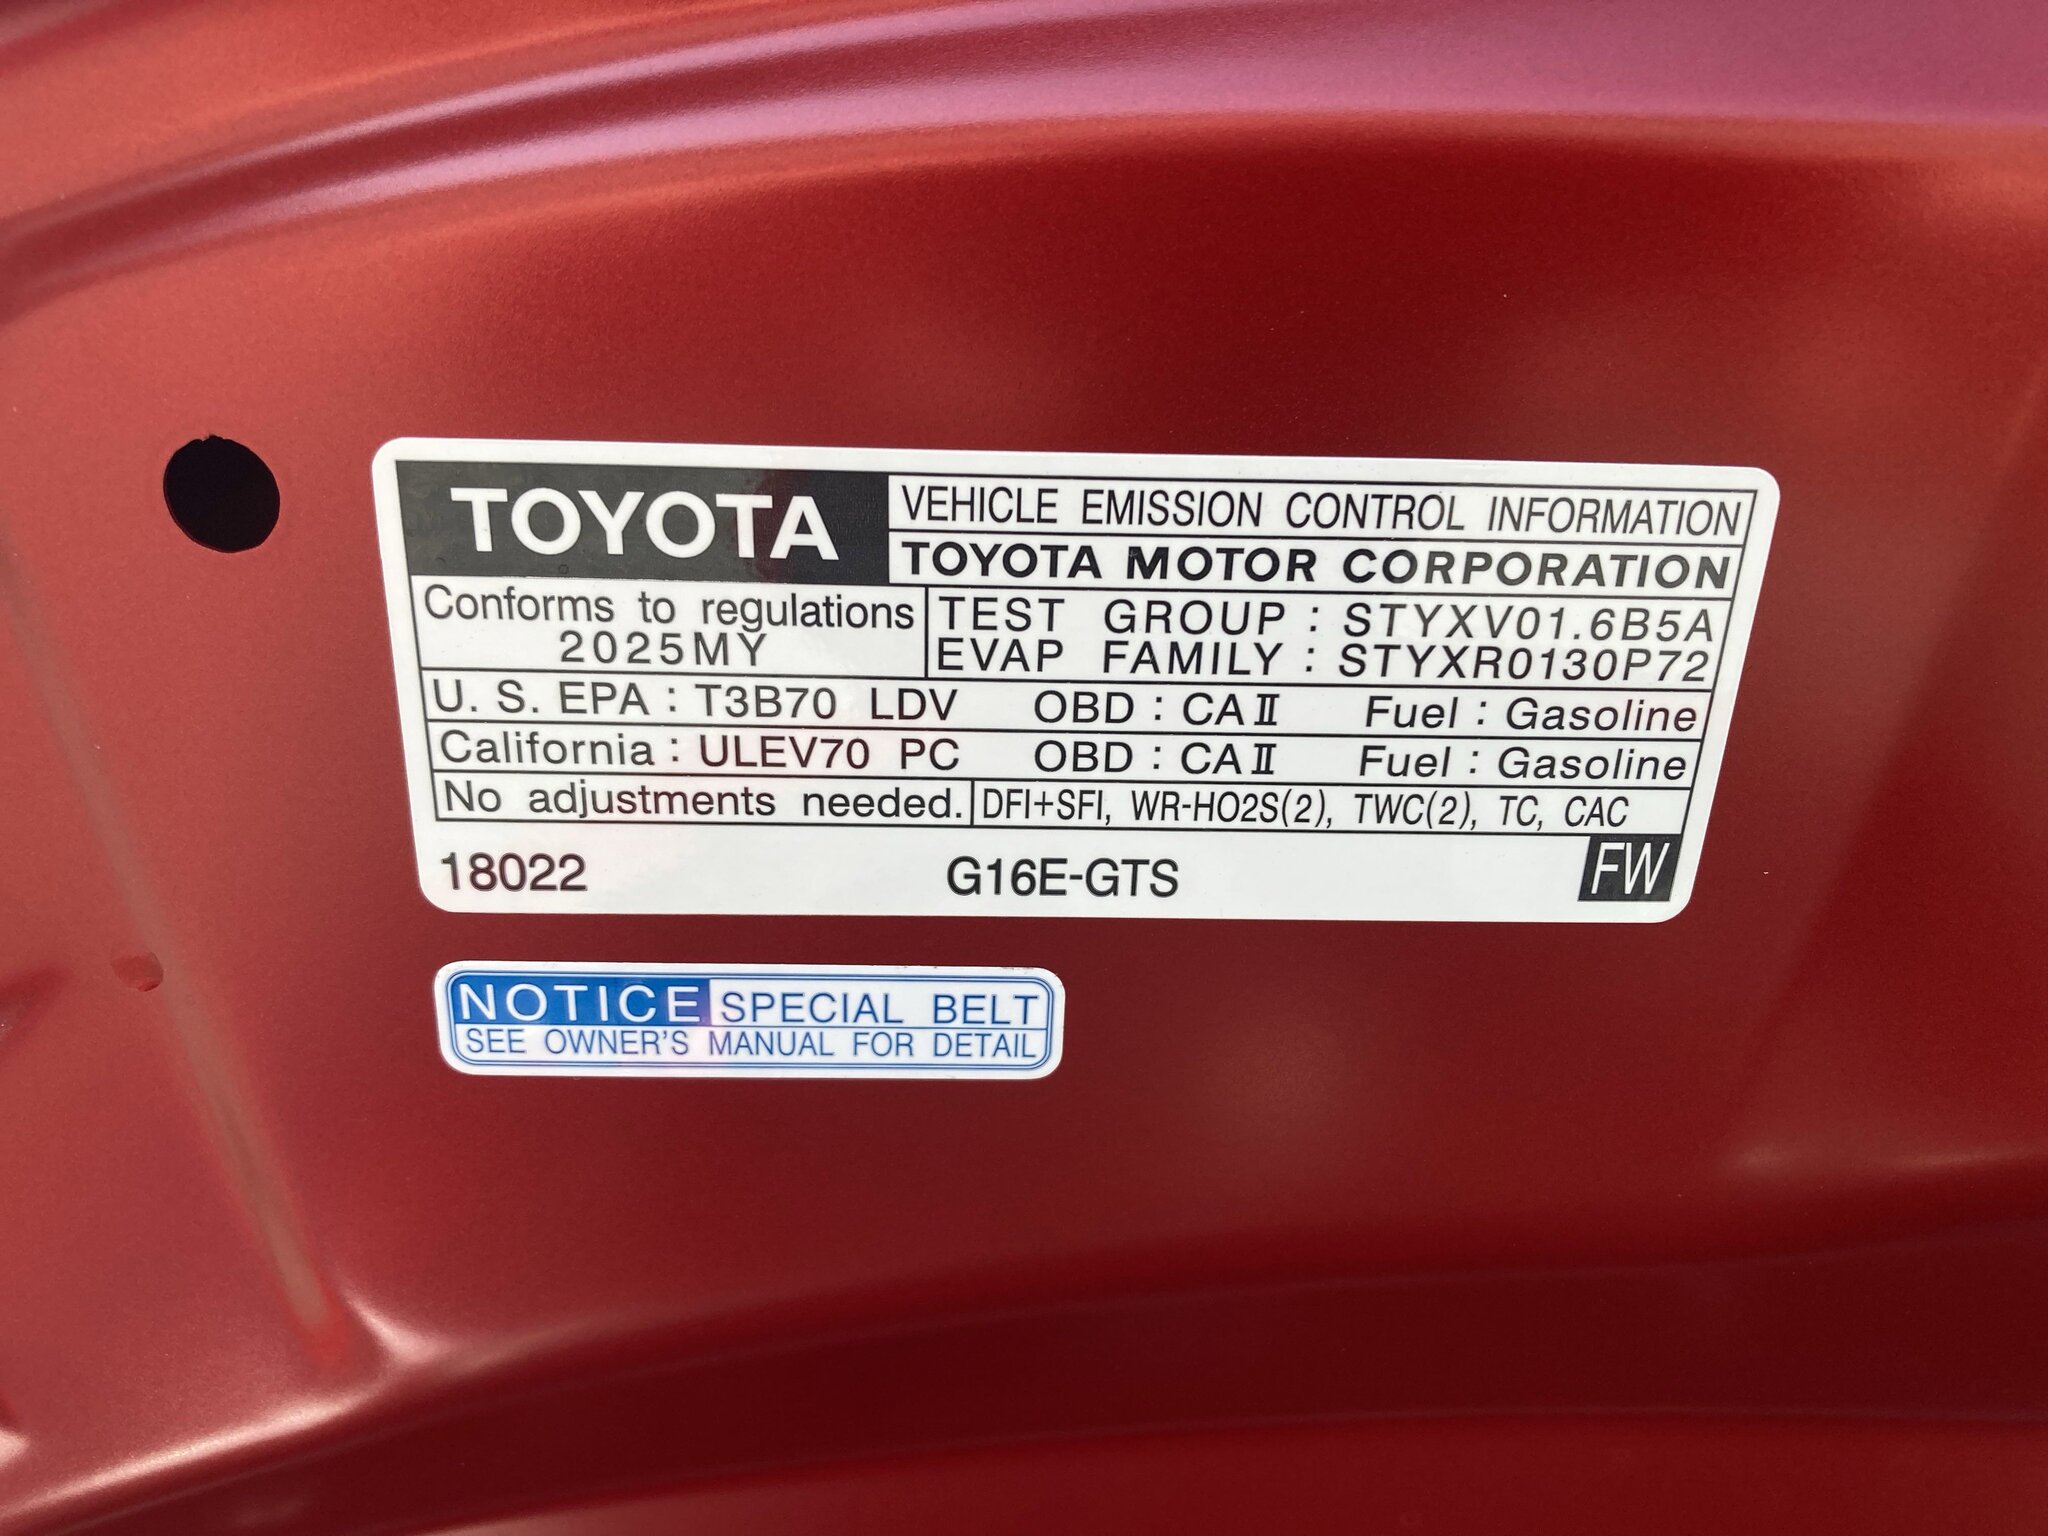 TOYOTA
VEHICLE EMISSION CONTROL INFORMATION
TOYOTA MOTOR CORPORATION
Conforms to regulations
2025MY
TEST GROUP : STYXV01.6B5A
EVAP FAMILY : STYXR0130P72
U. S. EPA : T3B70 LDV OBD : CAⅡ Fuel : Gasoline
California : ULEV70 PC OBD : CAⅡ Fuel : Gasoline
No adjustments needed. DFI+SFI, WR-HO2S(2), TWC(2), TC, CAC
18022 G16E-GTS FW
NOTICE SPECIAL BELT
SEE OWNER'S MANUAL FOR DETAIL